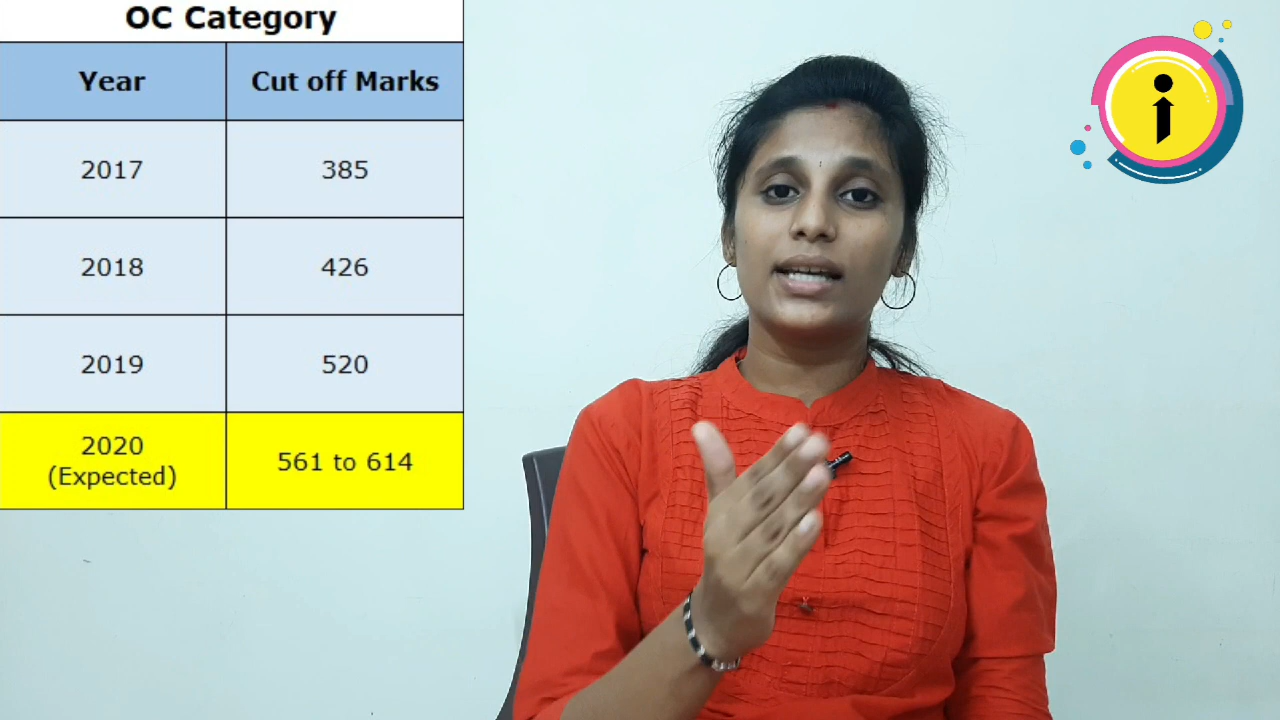 OC Category
Year Cut off Marks
2017 385
2018 426
2019 520
2020
(Expected) 561 to 614
i